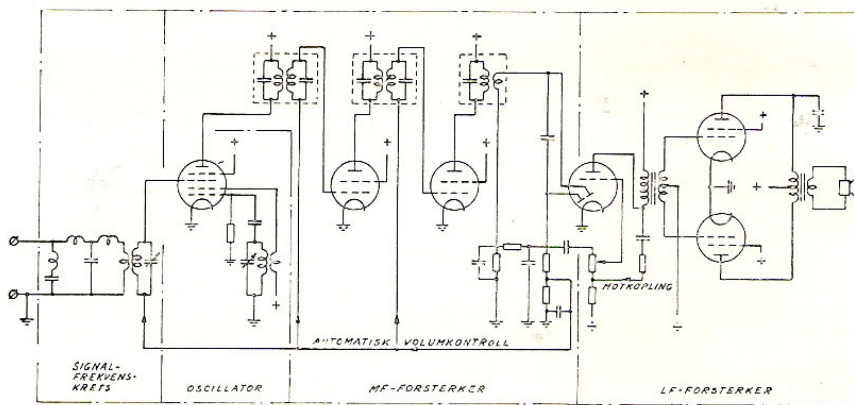 MOTKOPLING
AUTOMATISK VOLUMKONTROLL
SIGNAL-
FREKVENS-
KRETS
OSCILLATOR
MF-FORSTERKER
LF-FORSTERKER